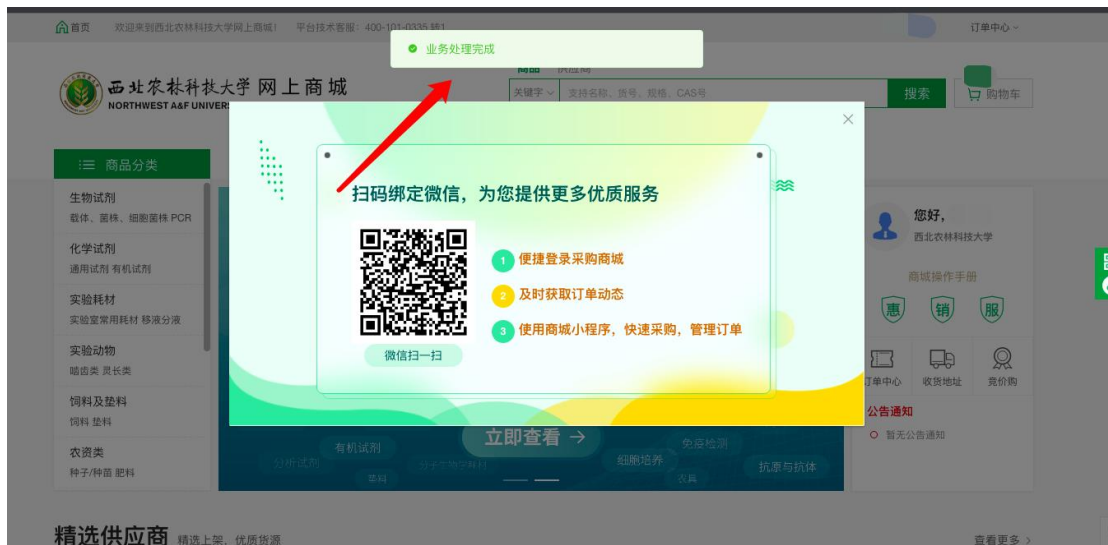 首页 欢迎来到西北农林科技大学网上商城! 平台技术客服：400-101-0335 转1 订单中心
业务处理完成
商品 供应商
西北农林科技大学 网上商城
NORTHWEST A&F UNIVER
关键字 支持名称、货号、规格、CAS号 搜索 购物车
商品分类
扫码绑定微信，为您提供更多优质服务
生物试剂
载体、菌株、细胞菌株 PCR
您好，
西北农林科技大学
化学试剂
通用试剂 有机试剂
1 便捷登录采购商城
商城操作手册
实验耗材
实验室常用耗材 移液分液
2 及时获取订单动态
惠 销 服
3 使用商城小程序，快速采购，管理订单
微信扫一扫
实验动物
啮齿类 灵长类
订单中心 收货地址 竞价购
饲料及垫料
饲料 垫料
公告通知
暂无公告通知
农资类
种子/种苗 肥料
立即查看 →
有机试剂 免疫检测
分析试剂 细胞培养 抗原与抗体
垫料 农具
精选供应商 精选上架、优质货源 查看更多